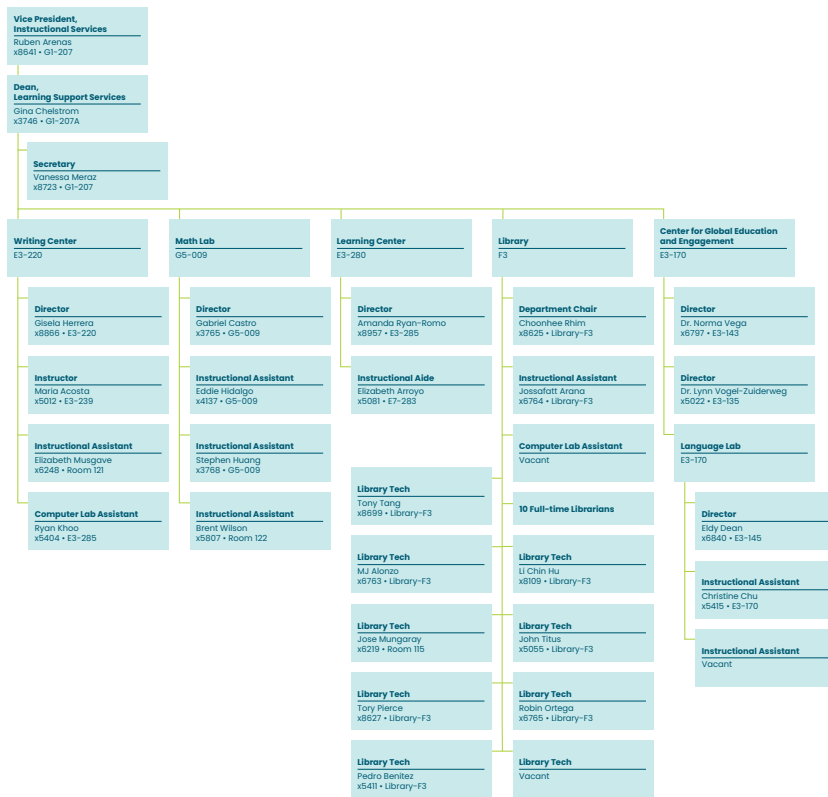 Vice President,
Instructional Services
Ruben Arenas
x8641 • G1-207
Dean,
Learning Support Services
Gina Chelstrom
x3746 • G1-207A
Secretary
Vanessa Meraz
x8723 • G1-207
Writing Center
E3-220
Director
Gisela Herrera
x8866 • E3-220
Instructor
Maria Acosta
x5012 • E3-239
Instructional Assistant
Elizabeth Musgave
x6248 • Room 121
Computer Lab Assistant
Ryan Khoo
x5404 • E3-285
Math Lab
G5-009
Director
Gabriel Castro
x3765 • G5-009
Instructional Assistant
Eddie Hidalgo
x4137 • G5-009
Instructional Assistant
Stephen Huang
x3768 • G5-009
Instructional Assistant
Brent Wilson
x5807 • Room 122
Learning Center
E3-280
Director
Amanda Ryan-Romo
x8957 • E3-285
Instructional Aide
Elizabeth Arroyo
x5081 • E7-283
Library
F3
Department Chair
Choonhee Rhim
x8625 • Library-F3
Instructional Assistant
Jossafatt Arana
x6764 • Library-F3
Computer Lab Assistant
Vacant
10 Full-time Librarians
Library Tech
Tony Tang
x8699 • Library-F3
Library Tech
MJ Alonzo
x6763 • Library-F3
Library Tech
Li Chin Hu
x8109 • Library-F3
Library Tech
Jose Mungaray
x6219 • Room 115
Library Tech
John Titus
x5055 • Library-F3
Library Tech
Tory Pierce
x8627 • Library-F3
Library Tech
Robin Ortega
x6765 • Library-F3
Library Tech
Pedro Benitez
x5411 • Library-F3
Library Tech
Vacant
Center for Global Education
and Engagement
E3-170
Director
Dr. Norma Vega
x6797 • E3-143
Director
Dr. Lynn Vogel-Zuiderweg
x5022 • E3-135
Language Lab
E3-170
Director
Eldy Dean
x6840 • E3-145
Instructional Assistant
Christine Chu
x5415 • E3-170
Instructional Assistant
Vacant